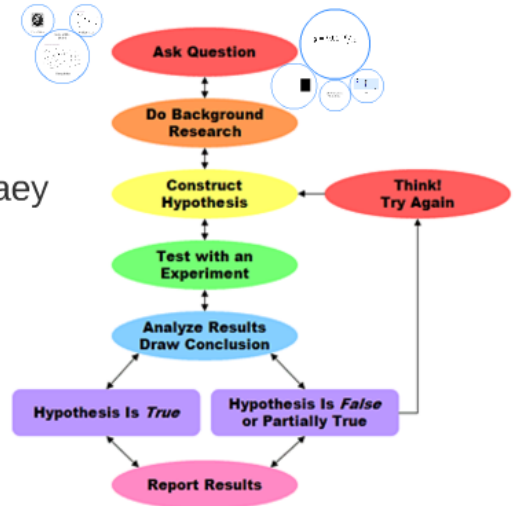 Ask Question
Do Background
Research
aey
Construct
Hypothesis
Think!
Try Again
Test with an
Experiment
Analyze Results
Draw Conclusion
Hypothesis Is True
Hypothesis Is False
or Partially True
Report Results